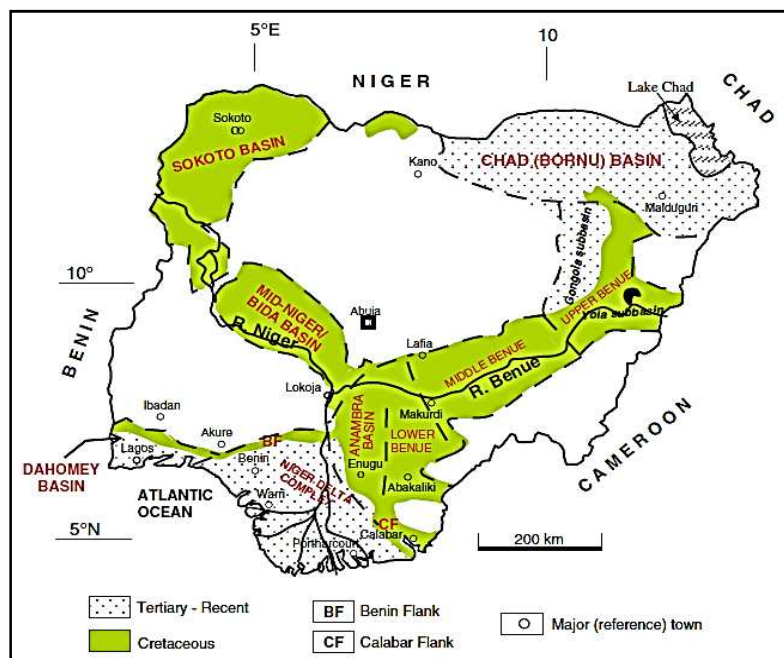 5°E
10
NIGER
CHAD
Lake Chad
Sokoto
SOKOTO BASIN
CHAD (BORNU) BASIN
Kano
Maiduguri
Gongola subbasin
10°
MID-NIGER/
BIDA BASIN
R. Niger
Abuja
UPPER BENUE
Yola subbasin
BENIN
Lafia
MIDDLE BENUE
R. Benue
Lokoja
Makurdi
CAMEROON
Ibadan
Akure
BF
ANAMBRA
BASIN
LOWER
BENUE
Lagos
Benin
Enugu
DAHOMEY
BASIN
ATLANTIC
OCEAN
NIGER DELTA
COMPLEX
Warri
Abakaliki
5°N
CF
Calabar
Portharcourt
200 km
Tertiary - Recent
BF Benin Flank
Major (reference) town
Cretaceous
CF Calabar Flank